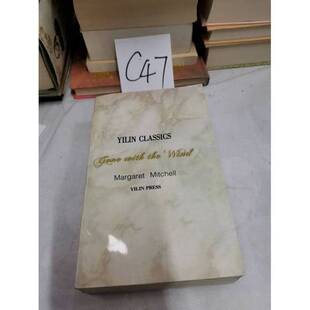 C47
YILIN CLASSICS
Gone with the Wind
Margaret Mitchell
YILIN PRESS